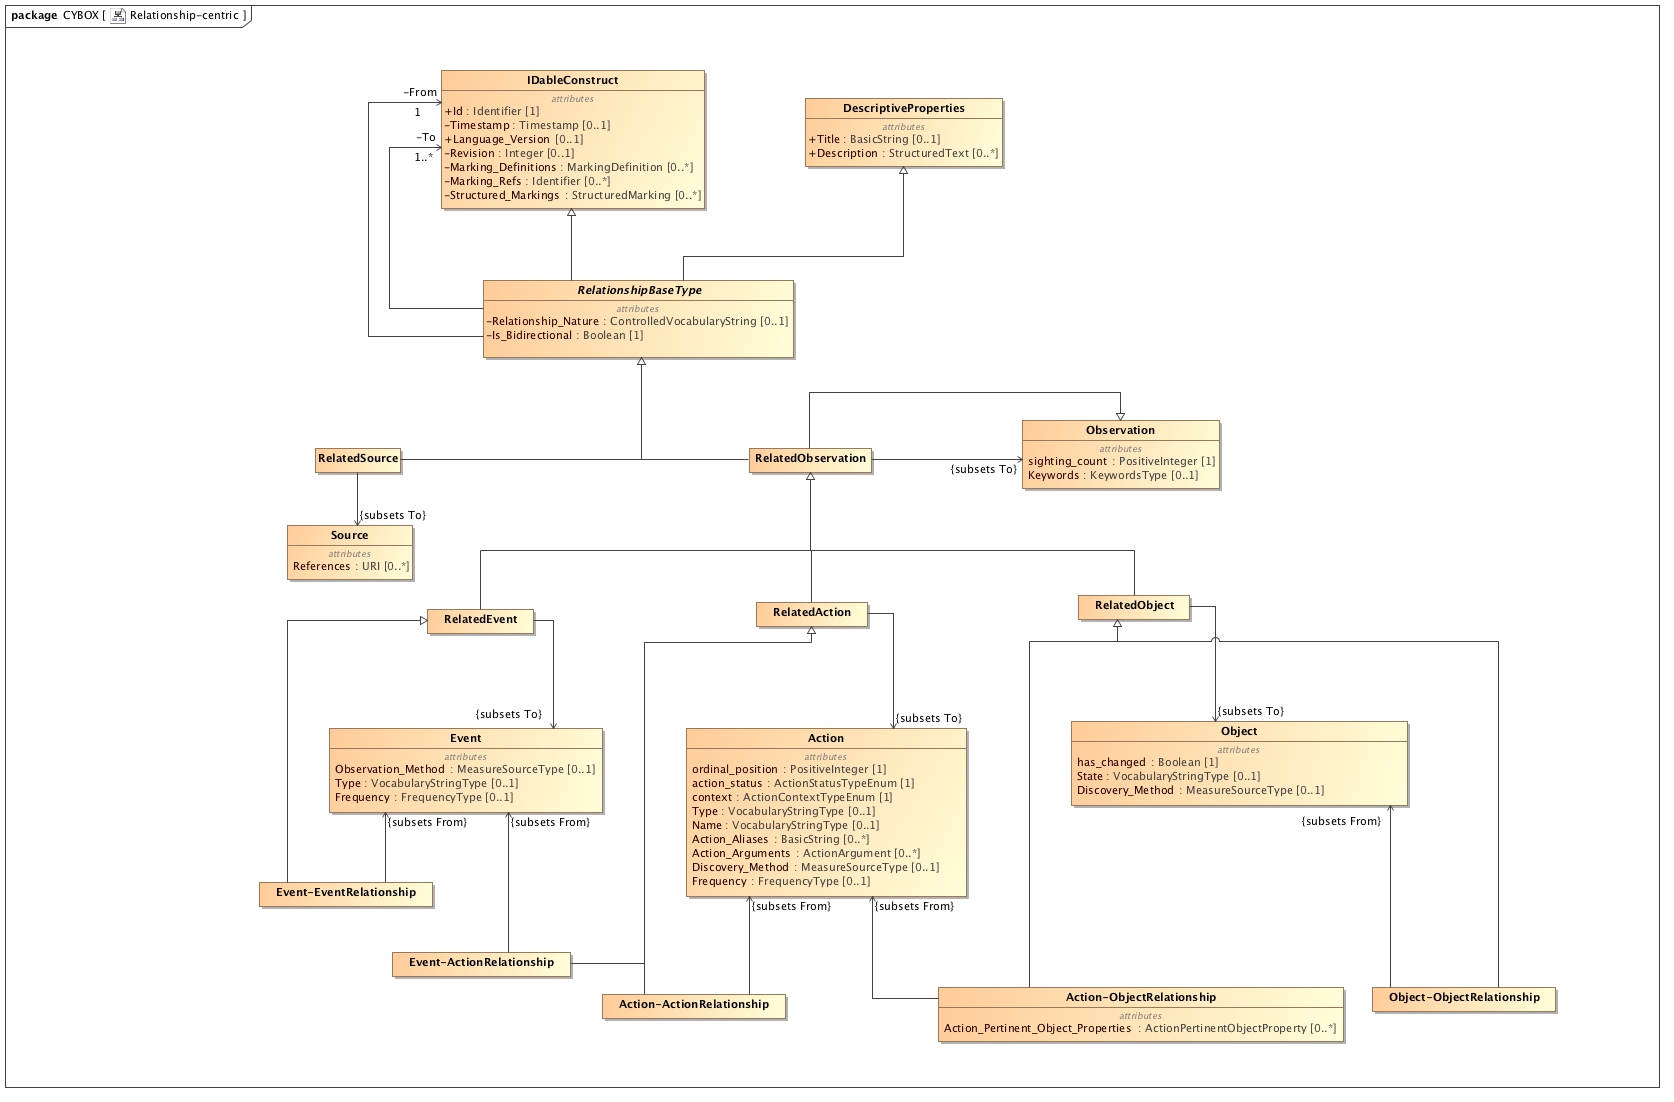 package CYBOX [ Relationship-centric ]
IDableConstruct
attributes
+Id : Identifier [1]
-Timestamp : Timestamp [0..1]
+Language_Version [0..1]
-Revision : Integer [0..1]
-Marking_Definitions : MarkingDefinition [0..*]
-Marking_Refs : Identifier [0..*]
-Structured_Markings : StructuredMarking [0..*]
-From
1
-To
1..*
DescriptiveProperties
attributes
+Title : BasicString [0..1]
+Description : StructuredText [0..*]
RelationshipBaseType
attributes
-Relationship_Nature : ControlledVocabularyString [0..1]
-Is_Bidirectional : Boolean [1]
RelatedSource
RelatedObservation
{subsets To}
Observation
attributes
sighting_count : PositiveInteger [1]
Keywords : KeywordsType [0..1]
{subsets To}
Source
attributes
References : URI [0..*]
RelatedEvent
RelatedAction
RelatedObject
{subsets To}
{subsets To}
{subsets To}
Event
attributes
Observation_Method : MeasureSourceType [0..1]
Type : VocabularyStringType [0..1]
Frequency : FrequencyType [0..1]
{subsets From}
{subsets From}
Action
attributes
ordinal_position : PositiveInteger [1]
action_status : ActionStatusTypeEnum [1]
context : ActionContextTypeEnum [1]
Type : VocabularyStringType [0..1]
Name : VocabularyStringType [0..1]
Action_Aliases : BasicString [0..*]
Action_Arguments : ActionArgument [0..*]
Discovery_Method : MeasureSourceType [0..1]
Frequency : FrequencyType [0..1]
{subsets From}
{subsets From}
Object
attributes
has_changed : Boolean [1]
State : VocabularyStringType [0..1]
Discovery_Method : MeasureSourceType [0..1]
{subsets From}
Event-EventRelationship
Event-ActionRelationship
Action-ActionRelationship
Action-ObjectRelationship
attributes
Action_Pertinent_Object_Properties : ActionPertinentObjectProperty [0..*]
Object-ObjectRelationship